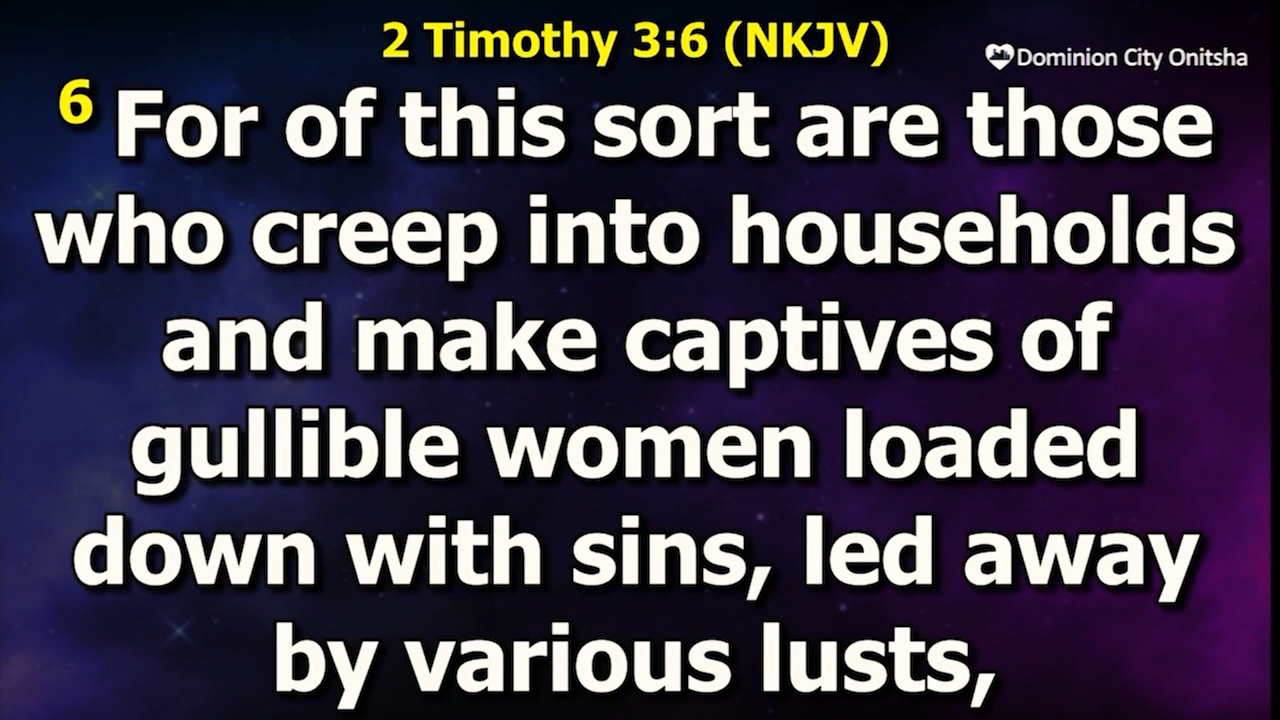 2 Timothy 3:6 (NKJV)
Dominion City Onitsha
6 For of this sort are those
who creep into households
and make captives of
gullible women loaded
down with sins, led away
by various lusts,